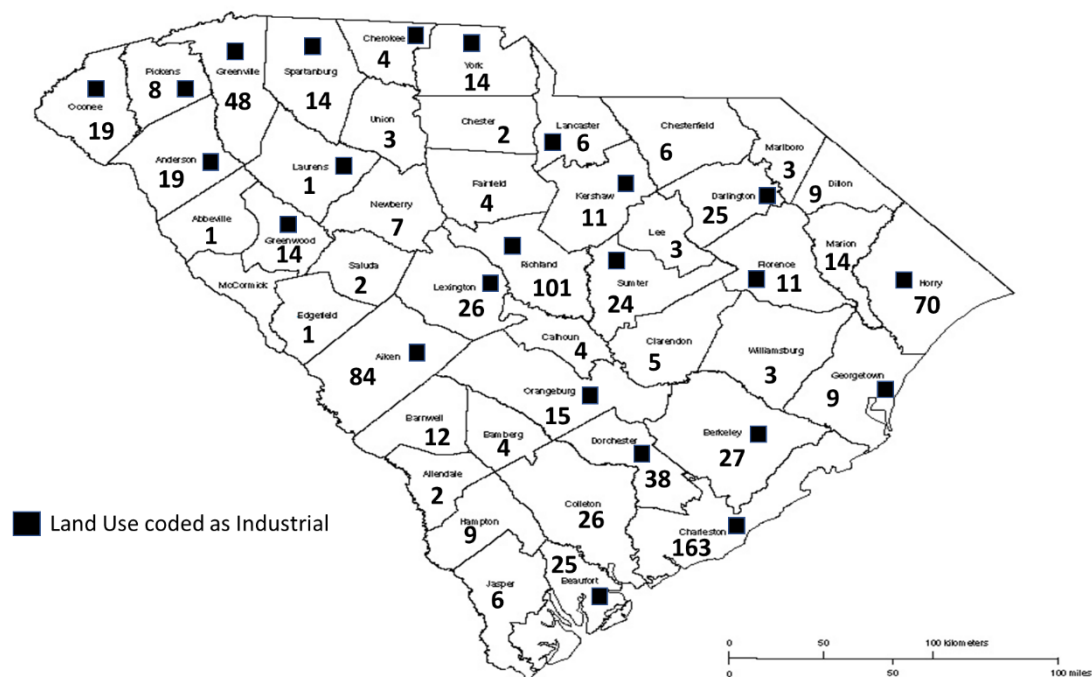 Cherokee
4
York
14
Greenville
48
Spartanburg
14
Pickens
8
Oconee
19
Union
3
Chester 2
Lancaster
6
Chesterfield
6
Marlboro
3
Dillon
9
Anderson
19
Laurens
1
Fairfield
4
Kershaw
11
Darlington
25
Abbeville
1
Greenwood
14
Newberry
7
Lee
3
Marion
14
Saluda
2
Richland
101
Florence
11
Horry
70
McCormick
Lexington
26
Sumter
24
Edgefield
1
Calhoun
4
Clarendon
5
Williamsburg
3
Aiken
84
Georgetown
9
Orangeburg
15
Barnwell
12
Bamberg
4
Dorchester
38
Berkeley
27
Allendale
2
Colleton
26
Hampton
9
Charleston
163
25
Beaufort
Jasper
6
Land Use coded as Industrial
0 50 100 kilometers
0 50 100 miles